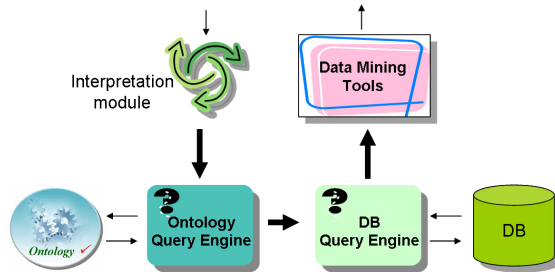 Interpretation
module
Data Mining
Tools
?
Ontology
Query Engine
?
DB
Query Engine
Ontology ✓
DB